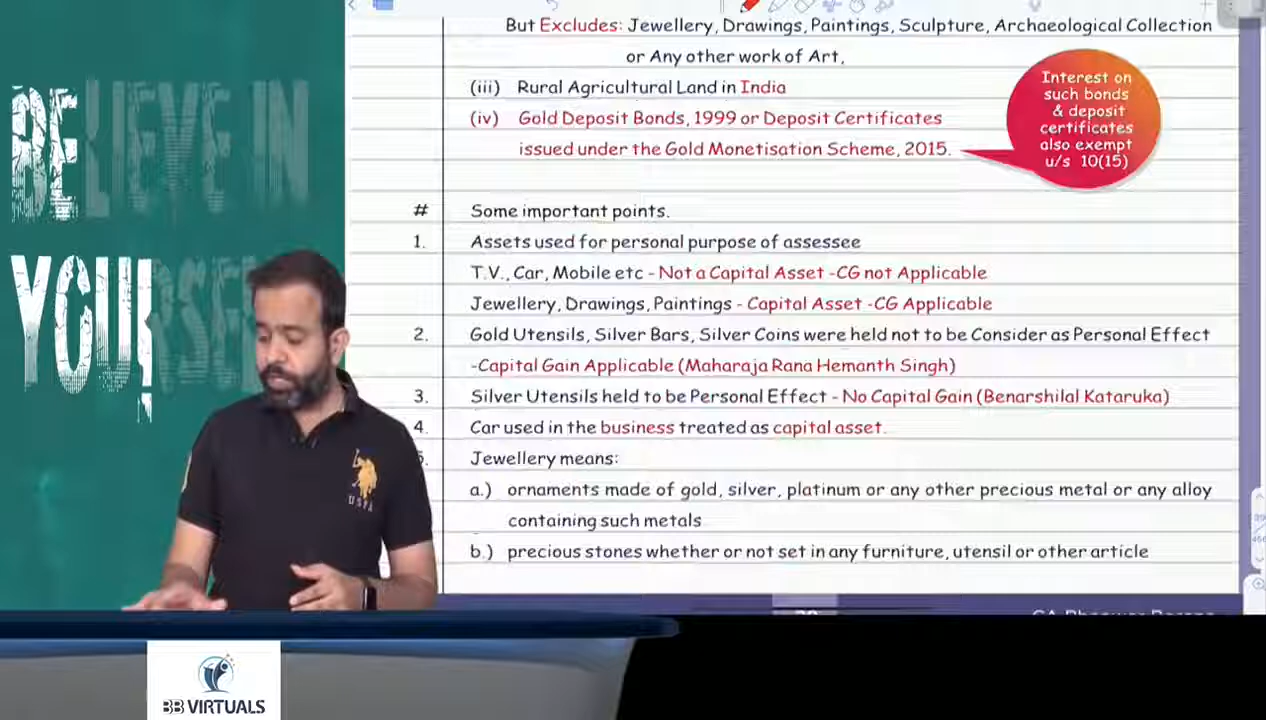 But Excludes: Jewellery, Drawings, Paintings, Sculpture, Archaeological Collection
or Any other work of Art,
(iii) Rural Agricultural Land in India
(iv) Gold Deposit Bonds, 1999 or Deposit Certificates
issued under the Gold Monetisation Scheme, 2015.
Interest on
such bonds
& deposit
certificates
also exempt
u/s 10(15)
# Some important points.
1. Assets used for personal purpose of assessee
T.V., Car, Mobile etc - Not a Capital Asset -CG not Applicable
Jewellery, Drawings, Paintings - Capital Asset -CG Applicable
2. Gold Utensils, Silver Bars, Silver Coins were held not to be Consider as Personal Effect
-Capital Gain Applicable (Maharaja Rana Hemanth Singh)
3. Silver Utensils held to be Personal Effect - No Capital Gain (Benarshilal Kataruka)
4. Car used in the business treated as capital asset.
Jewellery means:
a.) ornaments made of gold, silver, platinum or any other precious metal or any alloy
containing such metals
b.) precious stones whether or not set in any furniture, utensil or other article
BELIEVE IN
YOURSE
USPA
BB VIRTUALS